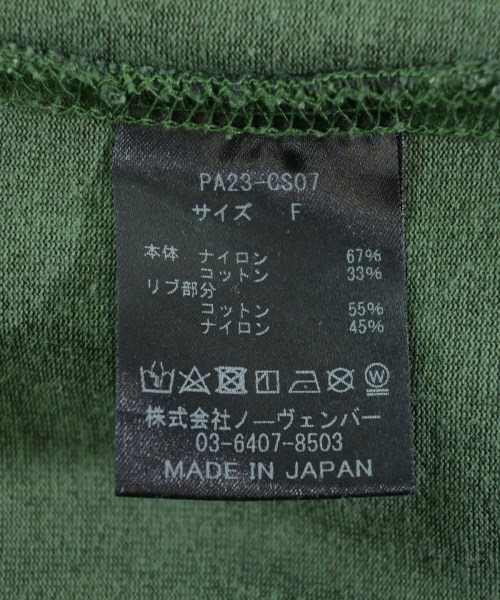 PA23-CS07
サイズ F
本体 ナイロン 67%
コットン 33%
リブ部分
コットン 55%
ナイロン 45%
W
株式会社ノーヴェンバー
03-6407-8503
MADE IN JAPAN